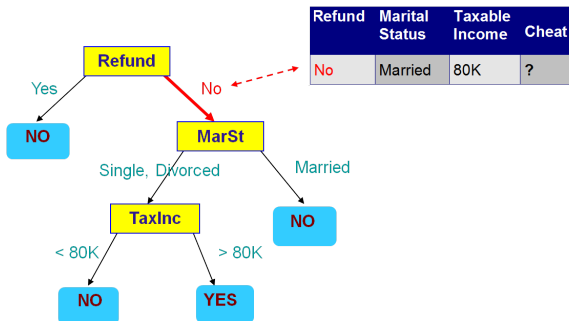 Refund Marital Status Taxable Income Cheat
No Married 80K ?
Refund
Yes No
NO MarSt
Single, Divorced Married
TaxInc NO
< 80K > 80K
NO YES